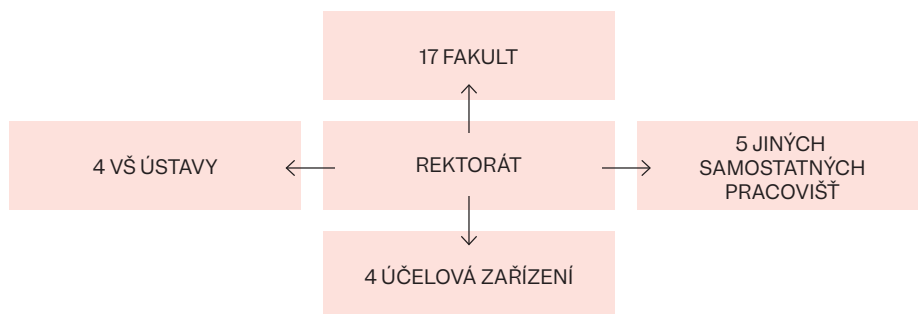 17 FAKULT
4 VŠ ÚSTAVY
REKTORÁT
5 JINÝCH
SAMOSTATNÝCH
PRACOVIŠŤ
4 ÚČELOVÁ ZAŘÍZENÍ